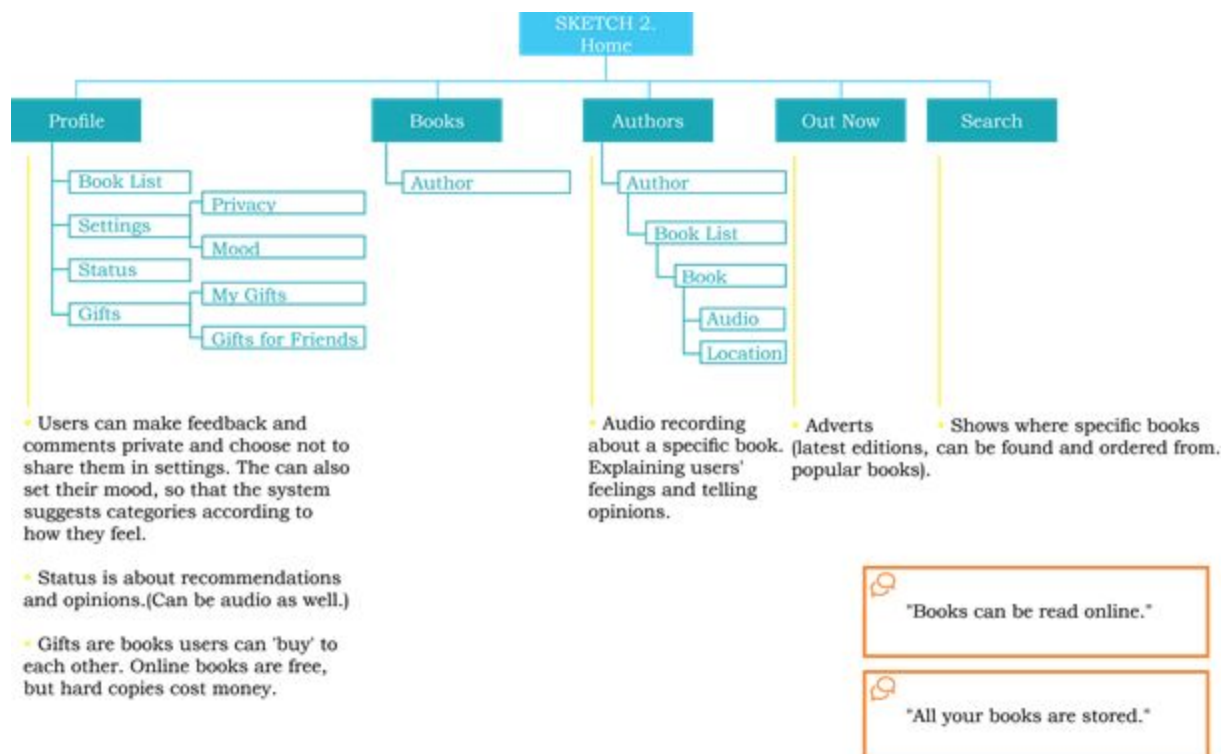 SKETCH 2.
Home
Profile
Books
Authors
Out Now
Search
Book List
Settings
Privacy
Mood
Status
Gifts
My Gifts
Gifts for Friends
Author
Author
Book List
Book
Audio
Location
• Users can make feedback and
comments private and choose not to
share them in settings. The can also
set their mood, so that the system
suggests categories according to
how they feel.
• Status is about recommendations
and opinions.(Can be audio as well.)
• Gifts are books users can 'buy' to
each other. Online books are free,
but hard copies cost money.
• Audio recording
about a specific book.
Explaining users'
feelings and telling
opinions.
• Adverts
(latest editions,
popular books).
• Shows where specific books
can be found and ordered from.
"Books can be read online."
"All your books are stored."